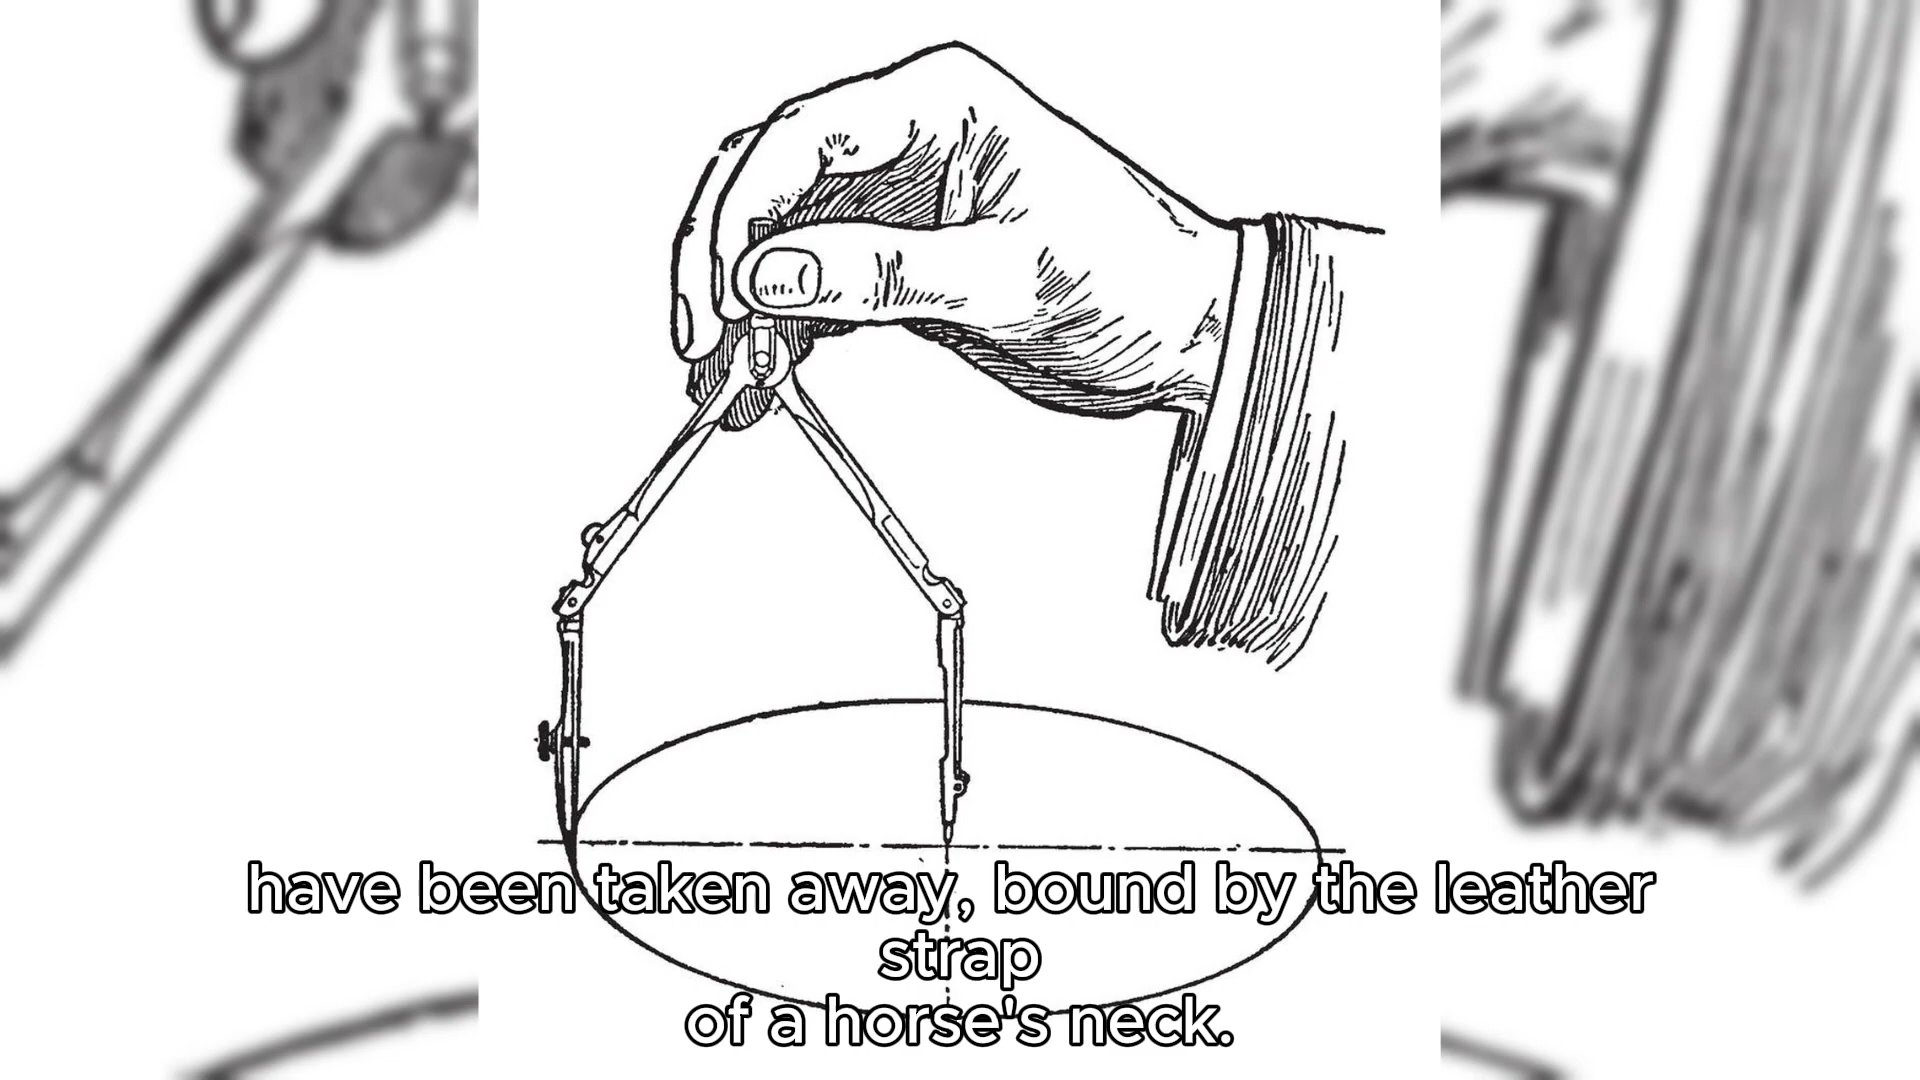 have been taken away, bound by the leather
strap
of a horse's neck.